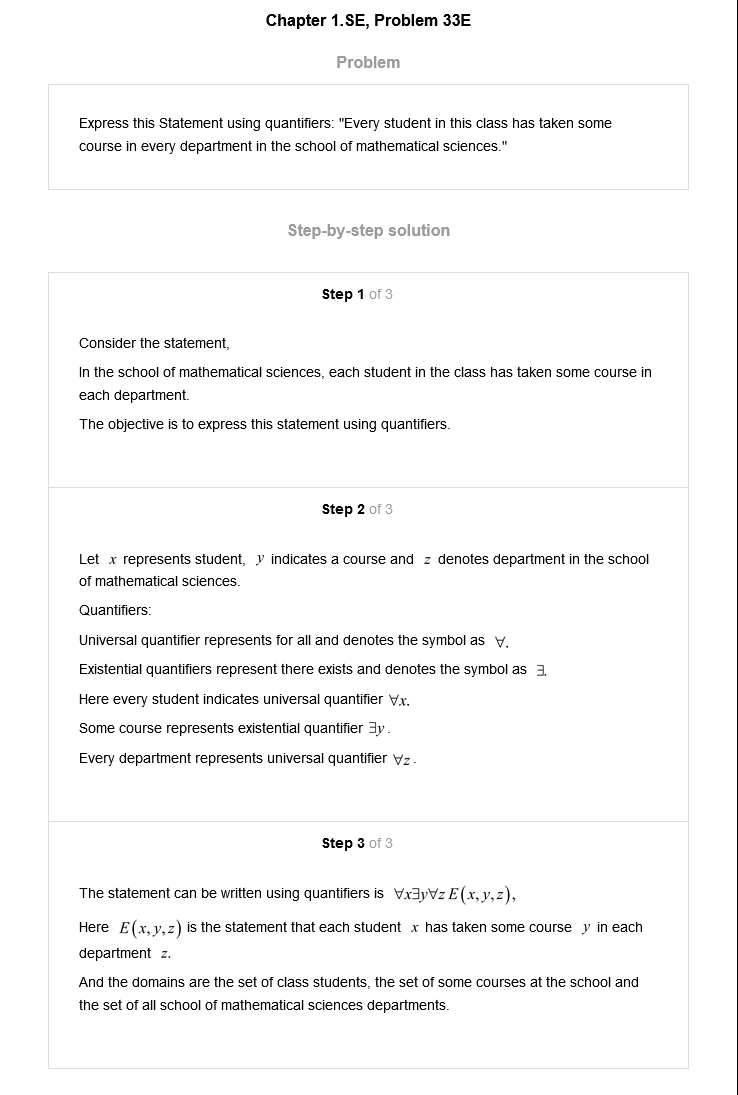 Chapter 1.SE, Problem 33E
Problem
Express this Statement using quantifiers: "Every student in this class has taken some
course in every department in the school of mathematical sciences."
Step-by-step solution
Step 1 of 3
Consider the statement,
In the school of mathematical sciences, each student in the class has taken some course in
each department.
The objective is to express this statement using quantifiers.
Step 2 of 3
Let x represents student, y indicates a course and z denotes department in the school
of mathematical sciences.
Quantifiers:
Universal quantifier represents for all and denotes the symbol as ∀.
Existential quantifiers represent there exists and denotes the symbol as ∃.
Here every student indicates universal quantifier ∀x.
Some course represents existential quantifier ∃y.
Every department represents universal quantifier ∀z.
Step 3 of 3
The statement can be written using quantifiers is ∀x∃y∀z E(x,y,z),
Here E(x,y,z) is the statement that each student x has taken some course y in each
department z.
And the domains are the set of class students, the set of some courses at the school and
the set of all school of mathematical sciences departments.